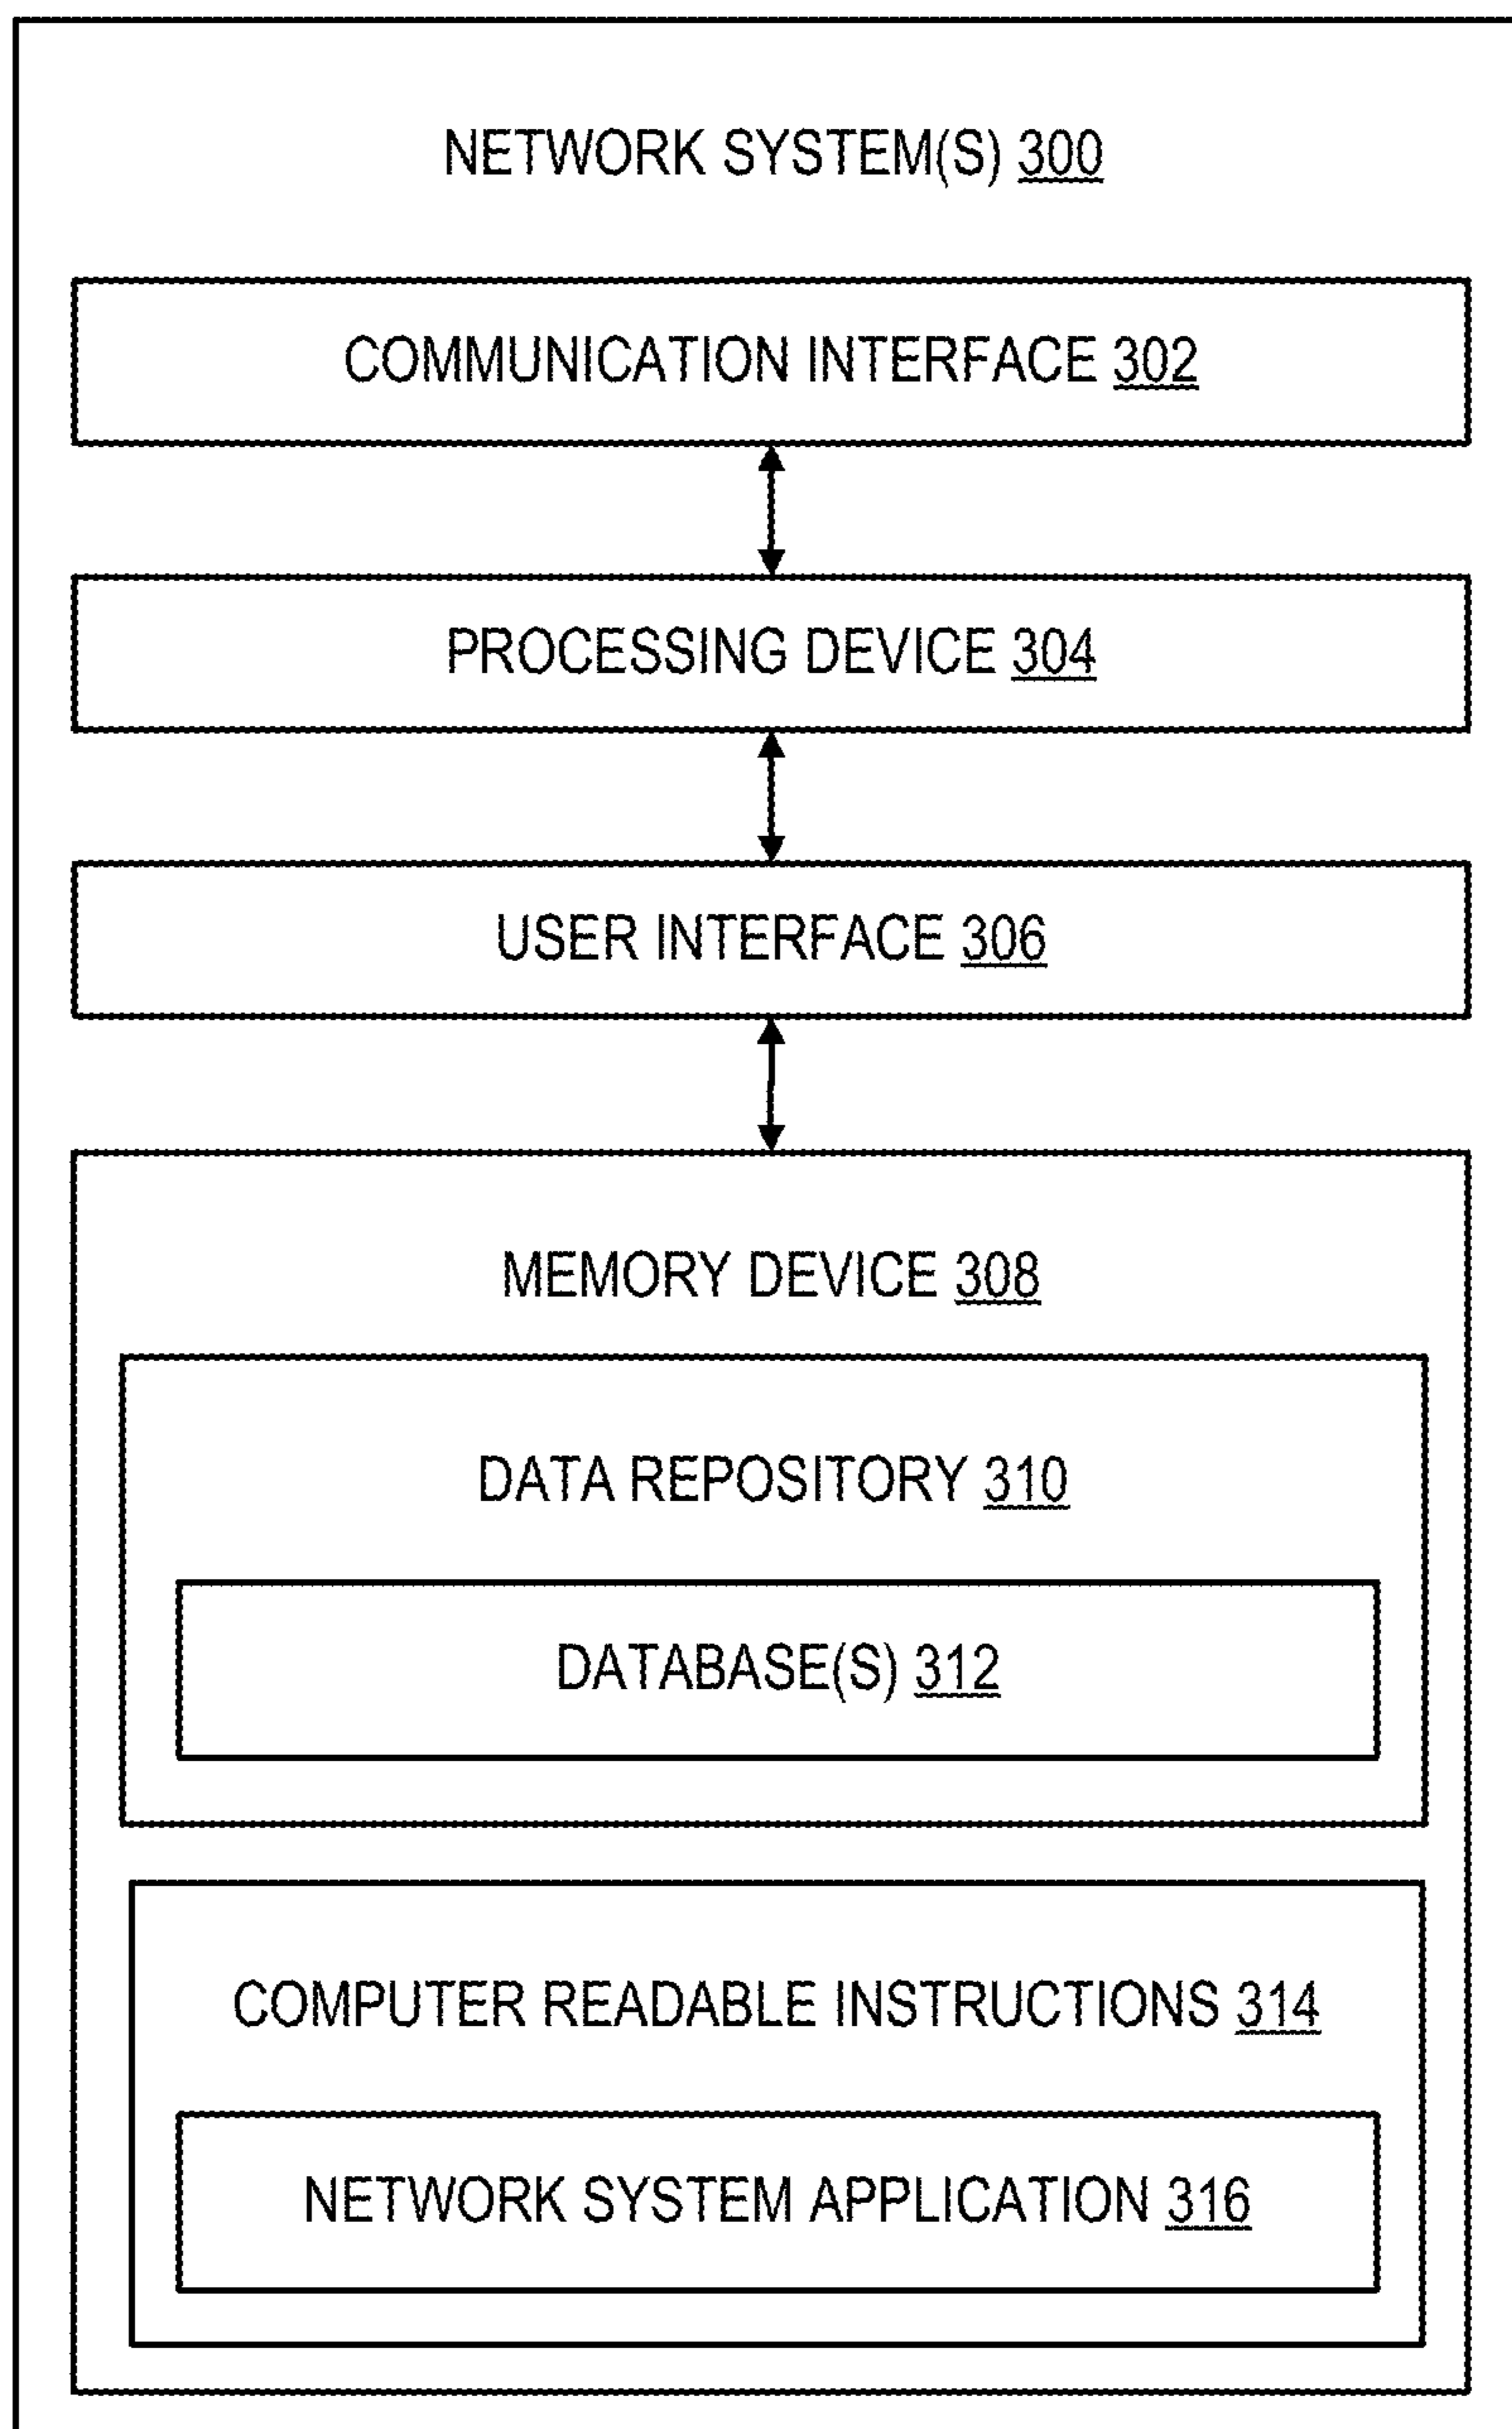 NETWORK SYSTEM(S) 300
COMMUNICATION INTERFACE 302
PROCESSING DEVICE 304
USER INTERFACE 306
MEMORY DEVICE 308
DATA REPOSITORY 310
DATABASE(S) 312
COMPUTER READABLE INSTRUCTIONS 314
NETWORK SYSTEM APPLICATION 316